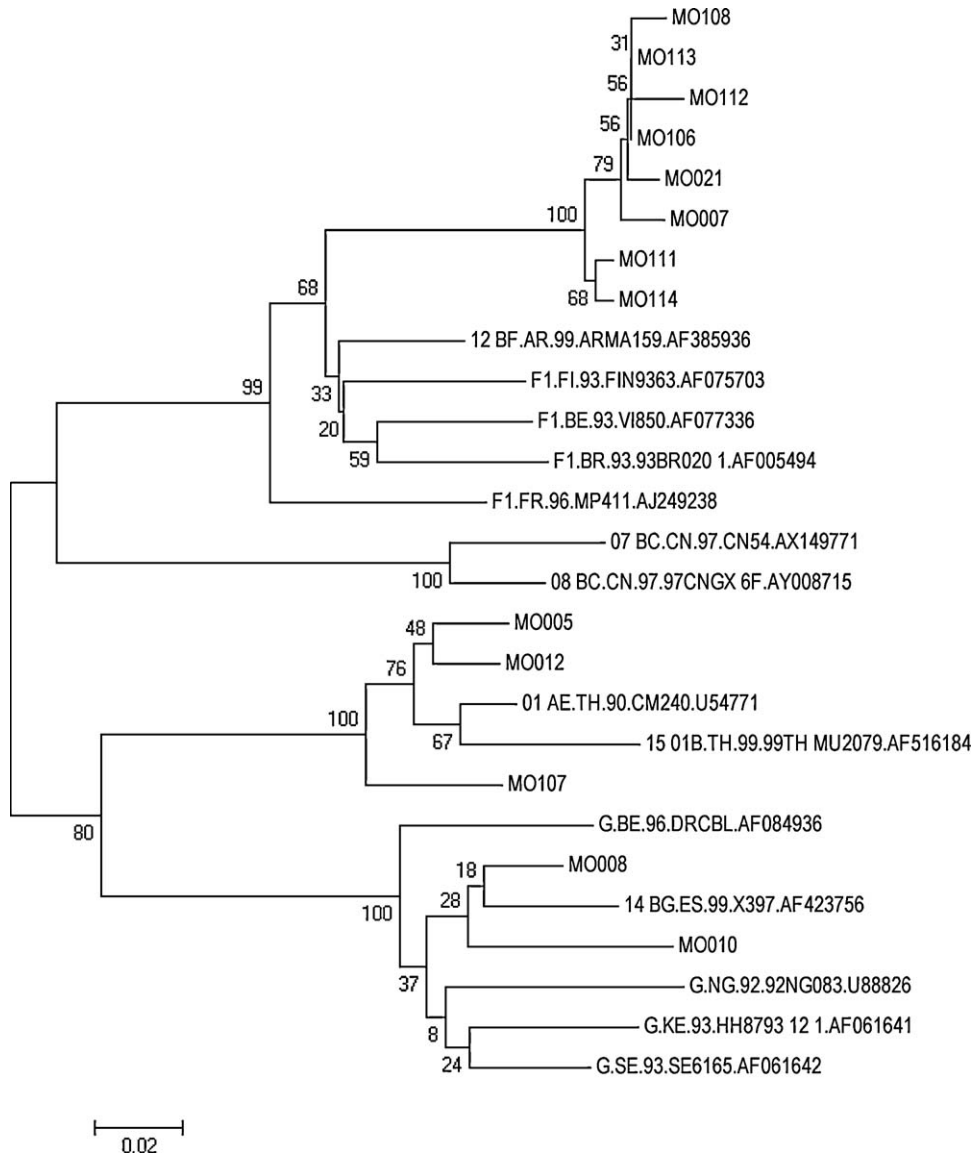 MO108
31
MO113
56
MO112
56
MO106
79
MO021
100
MO007
MO111
68
MO114
68
12 BF.AR.99.ARMA159.AF385936
99
33
F1.FI.93.FIN9363.AF075703
20
F1.BE.93.VI850.AF077336
59
F1.BR.93.93BR020 1.AF005494
F1.FR.96.MP411.AJ249238
07 BC.CN.97.CN54.AX149771
100
08 BC.CN.97.97CNGX 6F.AY008715
48
MO005
76
MO012
100
01 AE.TH.90.CM240.U54771
67
15 01B.TH.99.99TH MU2079.AF516184
MO107
80
G.BE.96.DRCBL.AF084936
18
MO008
100
28
14 BG.ES.99.X397.AF423756
MO010
37
G.NG.92.92NG083.U88826
8
G.KE.93.HH8793 12 1.AF061641
24
G.SE.93.SE6165.AF061642
0.02